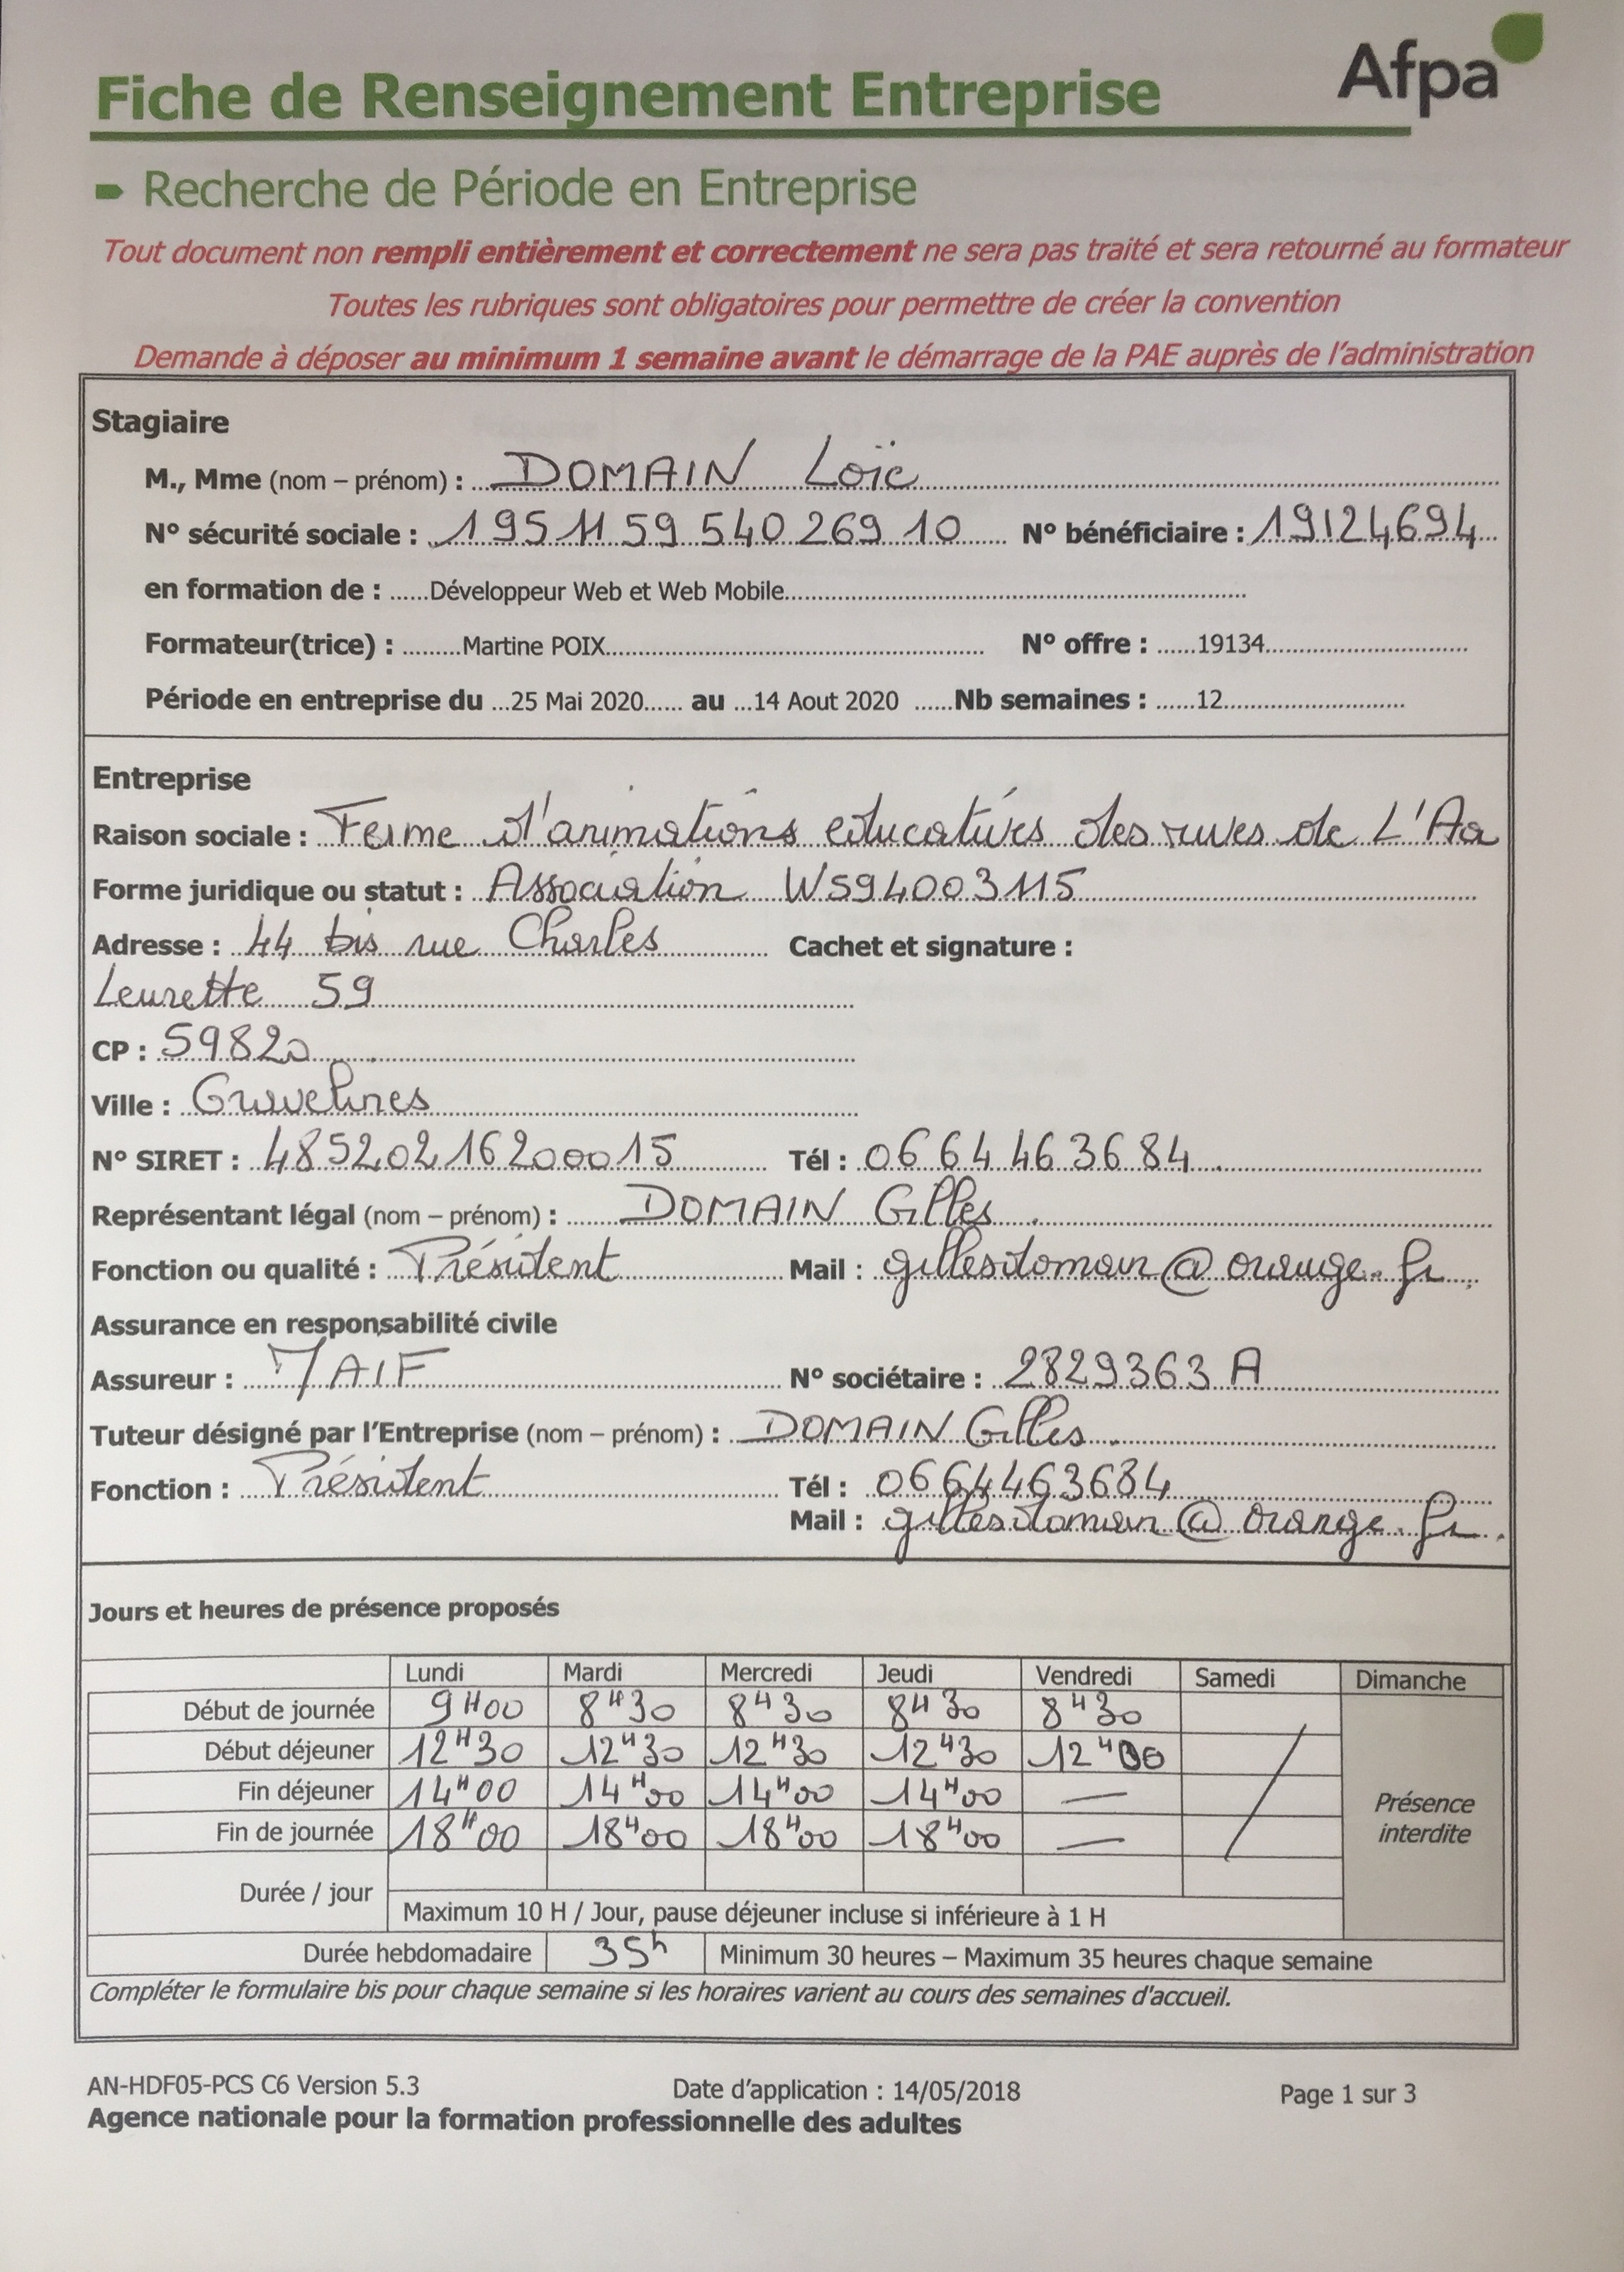 Afpa
Fiche de Renseignement Entreprise
Recherche de Période en Entreprise
Tout document non rempli entièrement et correctement ne sera pas traité et sera retourné au formateur
Toutes les rubriques sont obligatoires pour permettre de créer la convention
Demande à déposer au minimum 1 semaine avant le démarrage de la PAE auprès de l'administration
Stagiaire
M., Mme (nom – prénom) : DOMAIN Loïc
N° sécurité sociale : 195 11 59 540 269 10 N° bénéficiaire : 19124694
en formation de : ......Développeur Web et Web Mobile
Formateur(trice) : .........Martine POIX N° offre : ......19134
Période en entreprise du ...25 Mai 2020...... au ...14 Aout 2020 ......Nb semaines : ......12
Entreprise
Raison sociale : Ferme d'animations educatives des rives de L'Aa
Forme juridique ou statut : Association W594003115
Adresse : 44 bis rue Charles Cachet et signature :
Leurette 59
CP : 59820
Ville : Gravelines
N° SIRET : 48520216200015 Tél : 06 64 46 36 84
Représentant légal (nom – prénom) : DOMAIN Gilles
Fonction ou qualité : Président Mail : gillesdomain@orange.fr
Assurance en responsabilité civile
Assureur : MAIF N° sociétaire : 2829363 A
Tuteur désigné par l'Entreprise (nom – prénom) : DOMAIN Gilles
Fonction : Président Tél : 0664463684
Mail : gillesdomain@orange.fr
Jours et heures de présence proposés
Lundi Mardi Mercredi Jeudi Vendredi Samedi Dimanche
Début de journée 9H00 8H30 8H30 8H30 8H30
Début déjeuner 12H30 12H30 12H30 12H30 12H00
Fin déjeuner 14H00 14H00 14H00 14H00 —
Présence interdite
Fin de journée 18H00 18H00 18H00 18H00 —
Durée / jour
Maximum 10 H / Jour, pause déjeuner incluse si inférieure à 1 H
Durée hebdomadaire 35h Minimum 30 heures – Maximum 35 heures chaque semaine
Compléter le formulaire bis pour chaque semaine si les horaires varient au cours des semaines d'accueil.
AN-HDF05-PCS C6 Version 5.3 Date d'application : 14/05/2018 Page 1 sur 3
Agence nationale pour la formation professionnelle des adultes